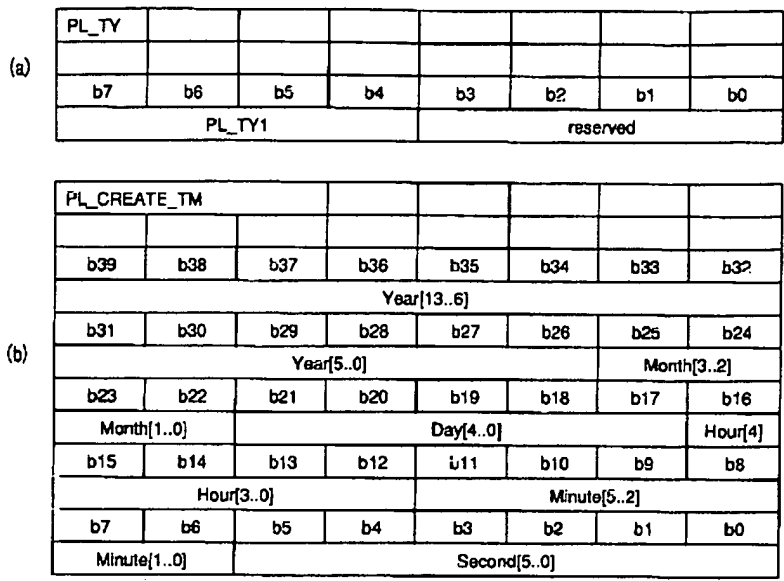 (a)
PL_TY
b7 b6 b5 b4 b3 b2 b1 b0
PL_TY1 reserved
(b)
PL_CREATE_TM
b39 b38 b37 b36 b35 b34 b33 b32
Year[13..6]
b31 b30 b29 b28 b27 b26 b25 b24
Year[5..0] Month[3..2]
b23 b22 b21 b20 b19 b18 b17 b16
Month[1..0] Day[4..0] Hour[4]
b15 b14 b13 b12 b11 b10 b9 b8
Hour[3..0] Minute[5..2]
b7 b6 b5 b4 b3 b2 b1 b0
Minute[1..0] Second[5..0]